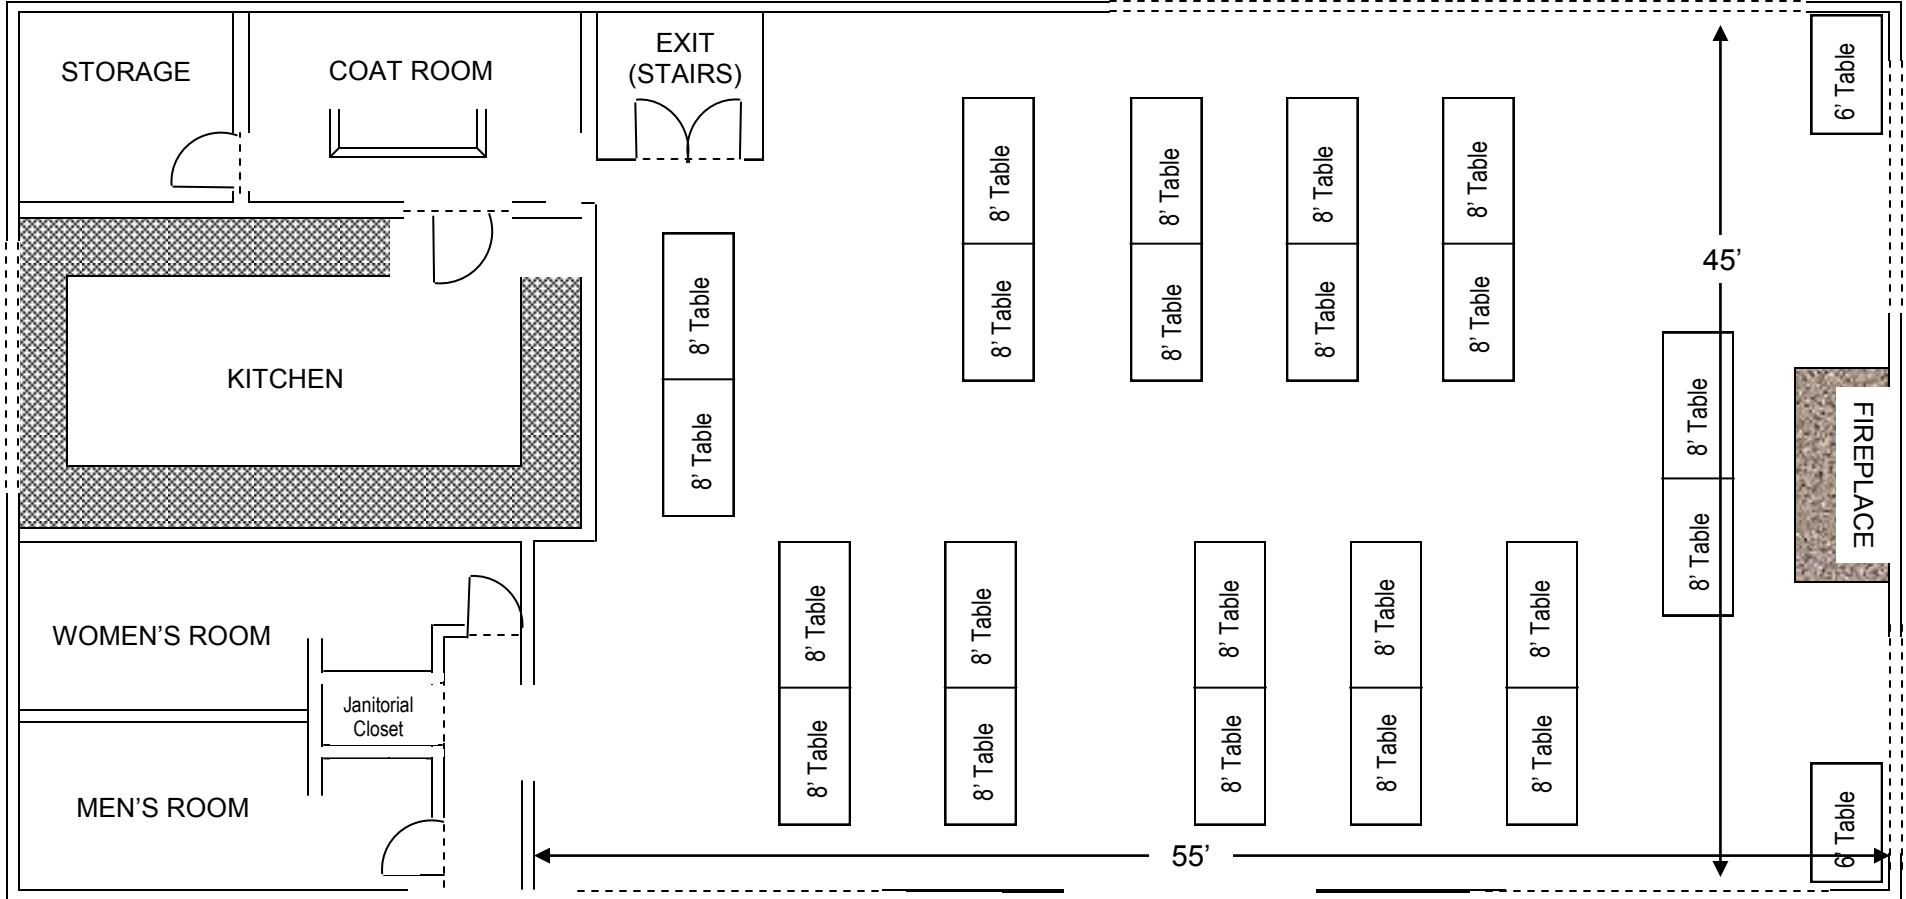 STORAGE
COAT ROOM
EXIT
(STAIRS)
6' Table
8' Table
8' Table
8' Table
8' Table
8' Table
8' Table
8' Table
8' Table
45'
8' Table
8' Table
KITCHEN
8' Table
8' Table
FIREPLACE
WOMEN'S ROOM
8' Table
8' Table
8' Table
8' Table
8' Table
8' Table
8' Table
8' Table
8' Table
8' Table
Janitorial
Closet
MEN'S ROOM
6' Table
55'